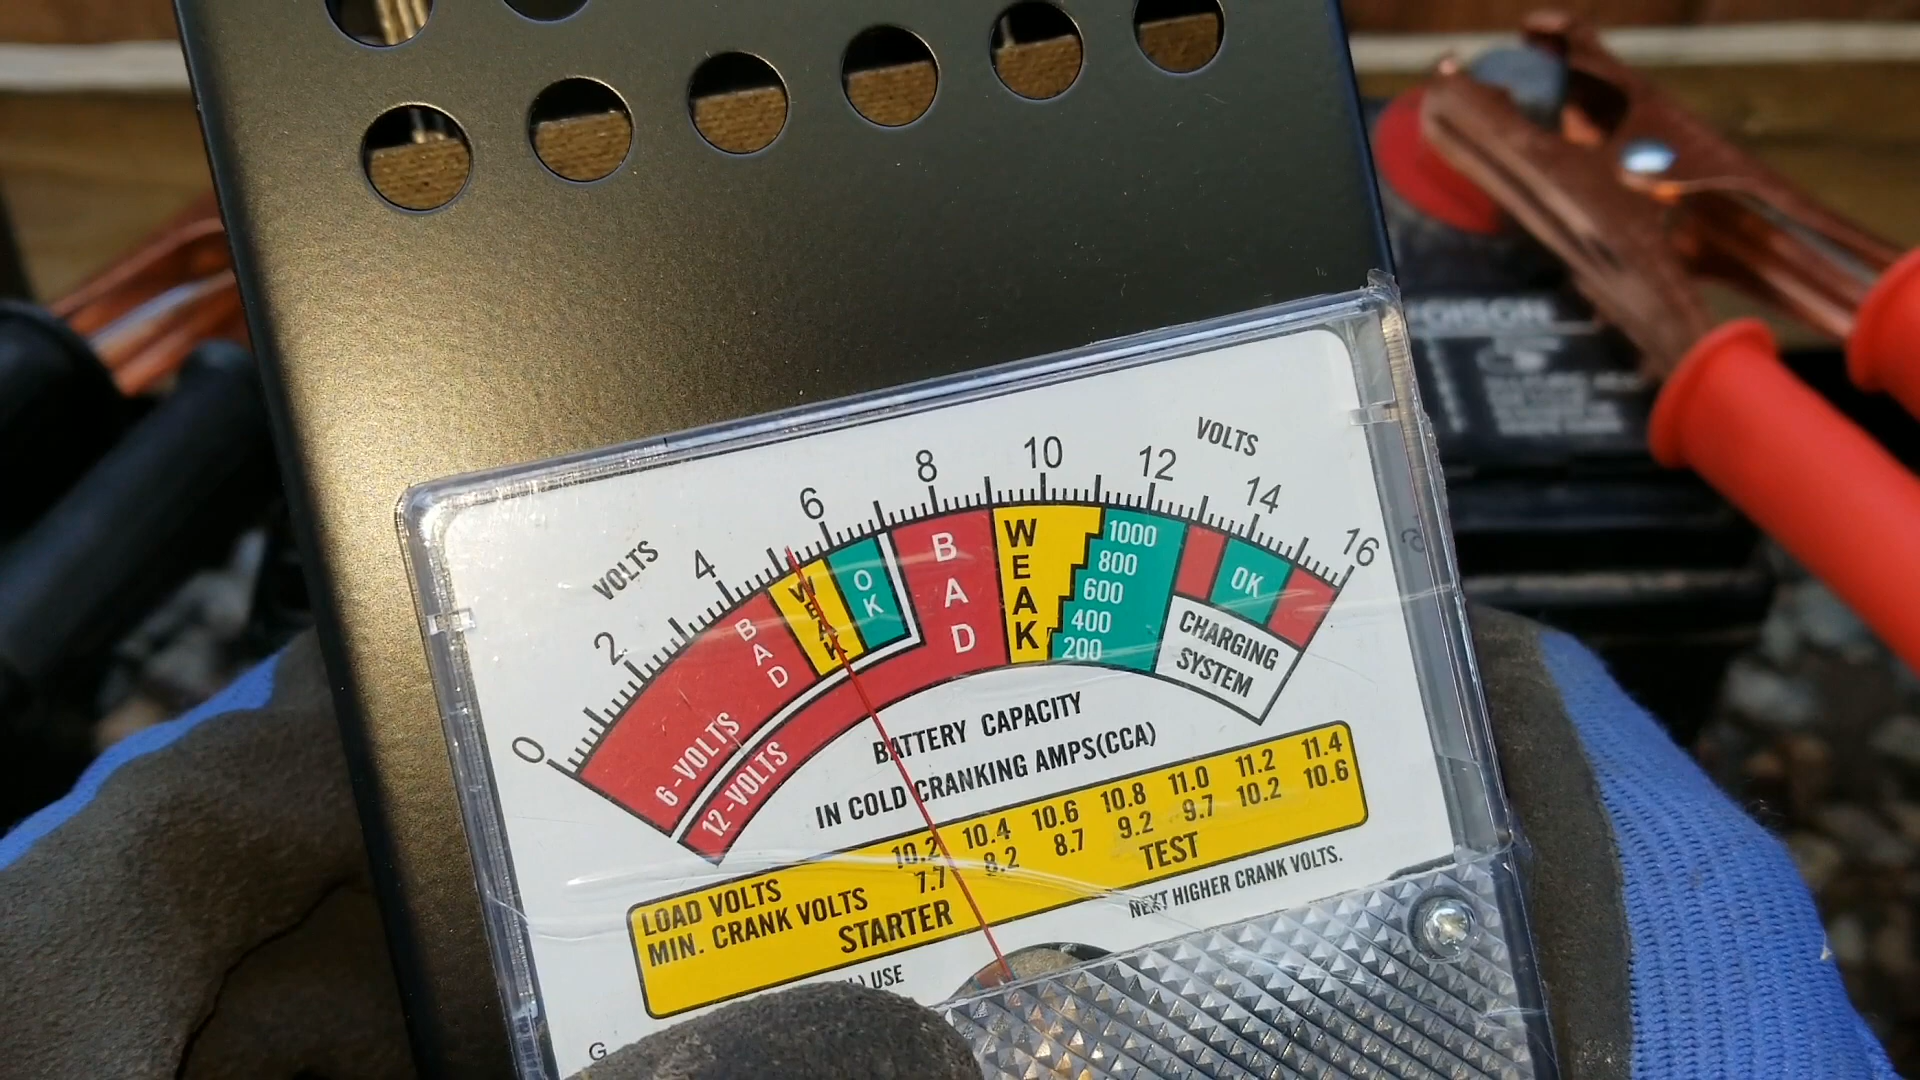 VOLTS
VOLTS
0 2 4 6 8 10 12 14 16
BAD
WEAK
OK
BAD
WEAK
1000
800
600
400
200
OK
CHARGING
SYSTEM
6-VOLTS
12-VOLTS
BATTERY CAPACITY
IN COLD CRANKING AMPS(CCA)
LOAD VOLTS 10.2 10.4 10.6 10.8 11.0 11.2 11.4
MIN. CRANK VOLTS 7.7 8.2 8.7 9.2 9.7 10.2 10.6
STARTER TEST
NEXT HIGHER CRANK VOLTS.
USE
G